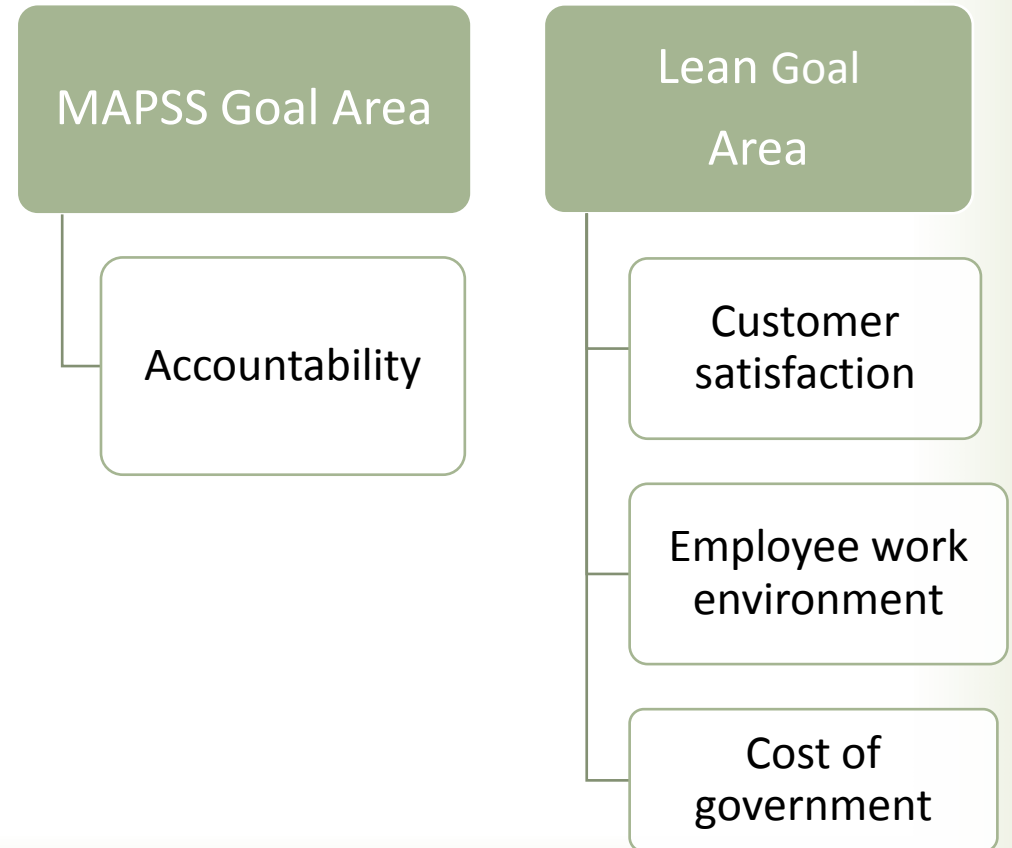 MAPSS Goal Area
Accountability
Lean Goal
Area
Customer
satisfaction
Employee work
environment
Cost of
government